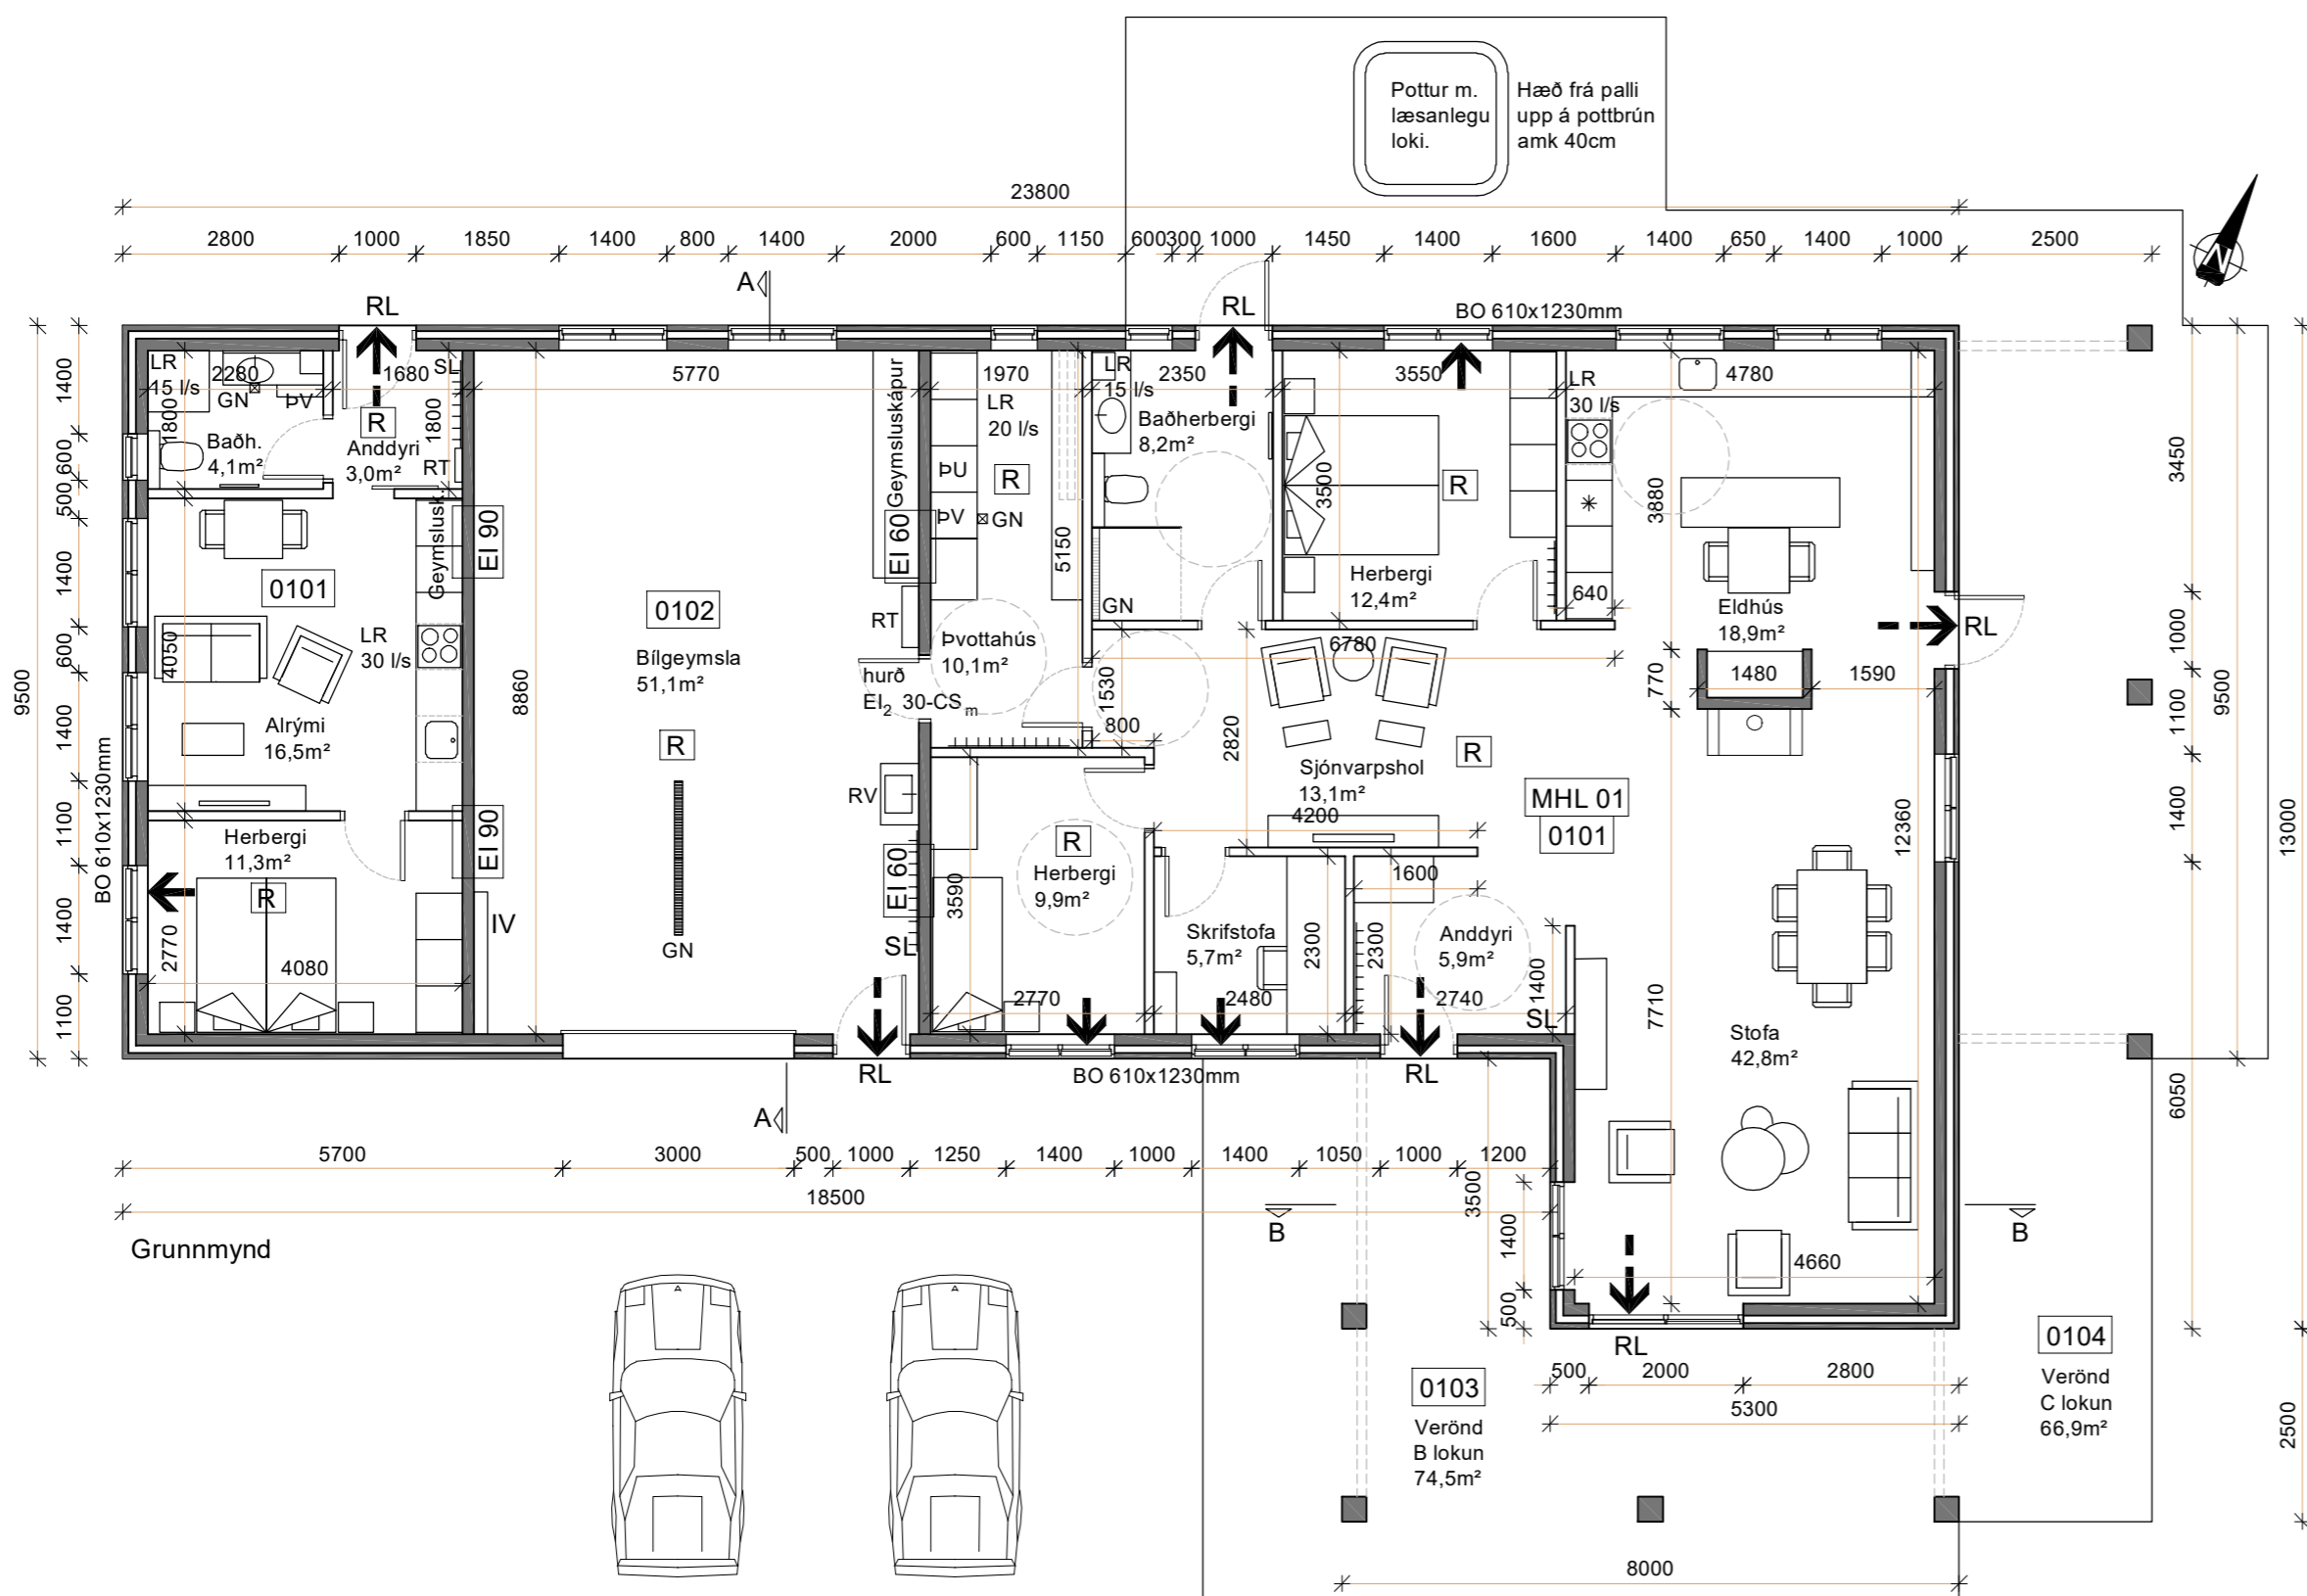 Pottur m.
læsanlegu
loki.
Hæð frá palli
upp á pottbrún
amk 40cm
23800
2800 1000 1850 1400 800 1400 2000 600 1150 600 300 1000 1450 1400 1600 1400 650 1400 1000 2500
N
A
RL RL
BO 610x1230mm
LR
15 l/s
2280
GN
ÞV
1800
Baðh.
4,1m²
1680
SL
R
1800
Anddyri
3,0m²
RT
5770
Geymsluskápur
1970
LR
20 l/s
ÞU
R
ÞV
GN
LR
15 l/s
2350
Baðherbergi
8,2m²
GN
3550
3500
R
Herbergi
12,4m²
LR
30 l/s
4780
3880
640
Eldhús
18,9m²
RL
1400
600
500
1400
600
1400
1100
1400
1100
9500
BO 610x1230mm
0101
Geymslusk.
EI 90
4050
LR
30 l/s
Alrými
16,5m²
EI 90
Herbergi
11,3m²
R
2770
4080
IV
8860
0102
Bílgeymsla
51,1m²
R
GN
EI 60
RT
hurð
EI2 30-CSm
RV
EI 60
SL
5150
Þvottahús
10,1m²
1530
800
6780
2820
Sjónvarpshol
13,1m²
R
4200
770
1480
1590
MHL 01
0101
12360
R
Herbergi
9,9m²
3590
2770
Skrifstofa
5,7m²
2300
2480
1600
2300
Anddyri
5,9m²
2740
1400
SL
7710
Stofa
42,8m²
4660
3450
1000
1100
1400
6050
9500
13000
2500
RL
BO 610x1230mm
RL
A
5700 3000 500 1000 1250 1400 1000 1400 1050 1000 1200
18500
3500
1400
500
B
B
Grunnmynd
RL
500 2000 2800
5300
0103
Verönd
B lokun
74,5m²
0104
Verönd
C lokun
66,9m²
8000